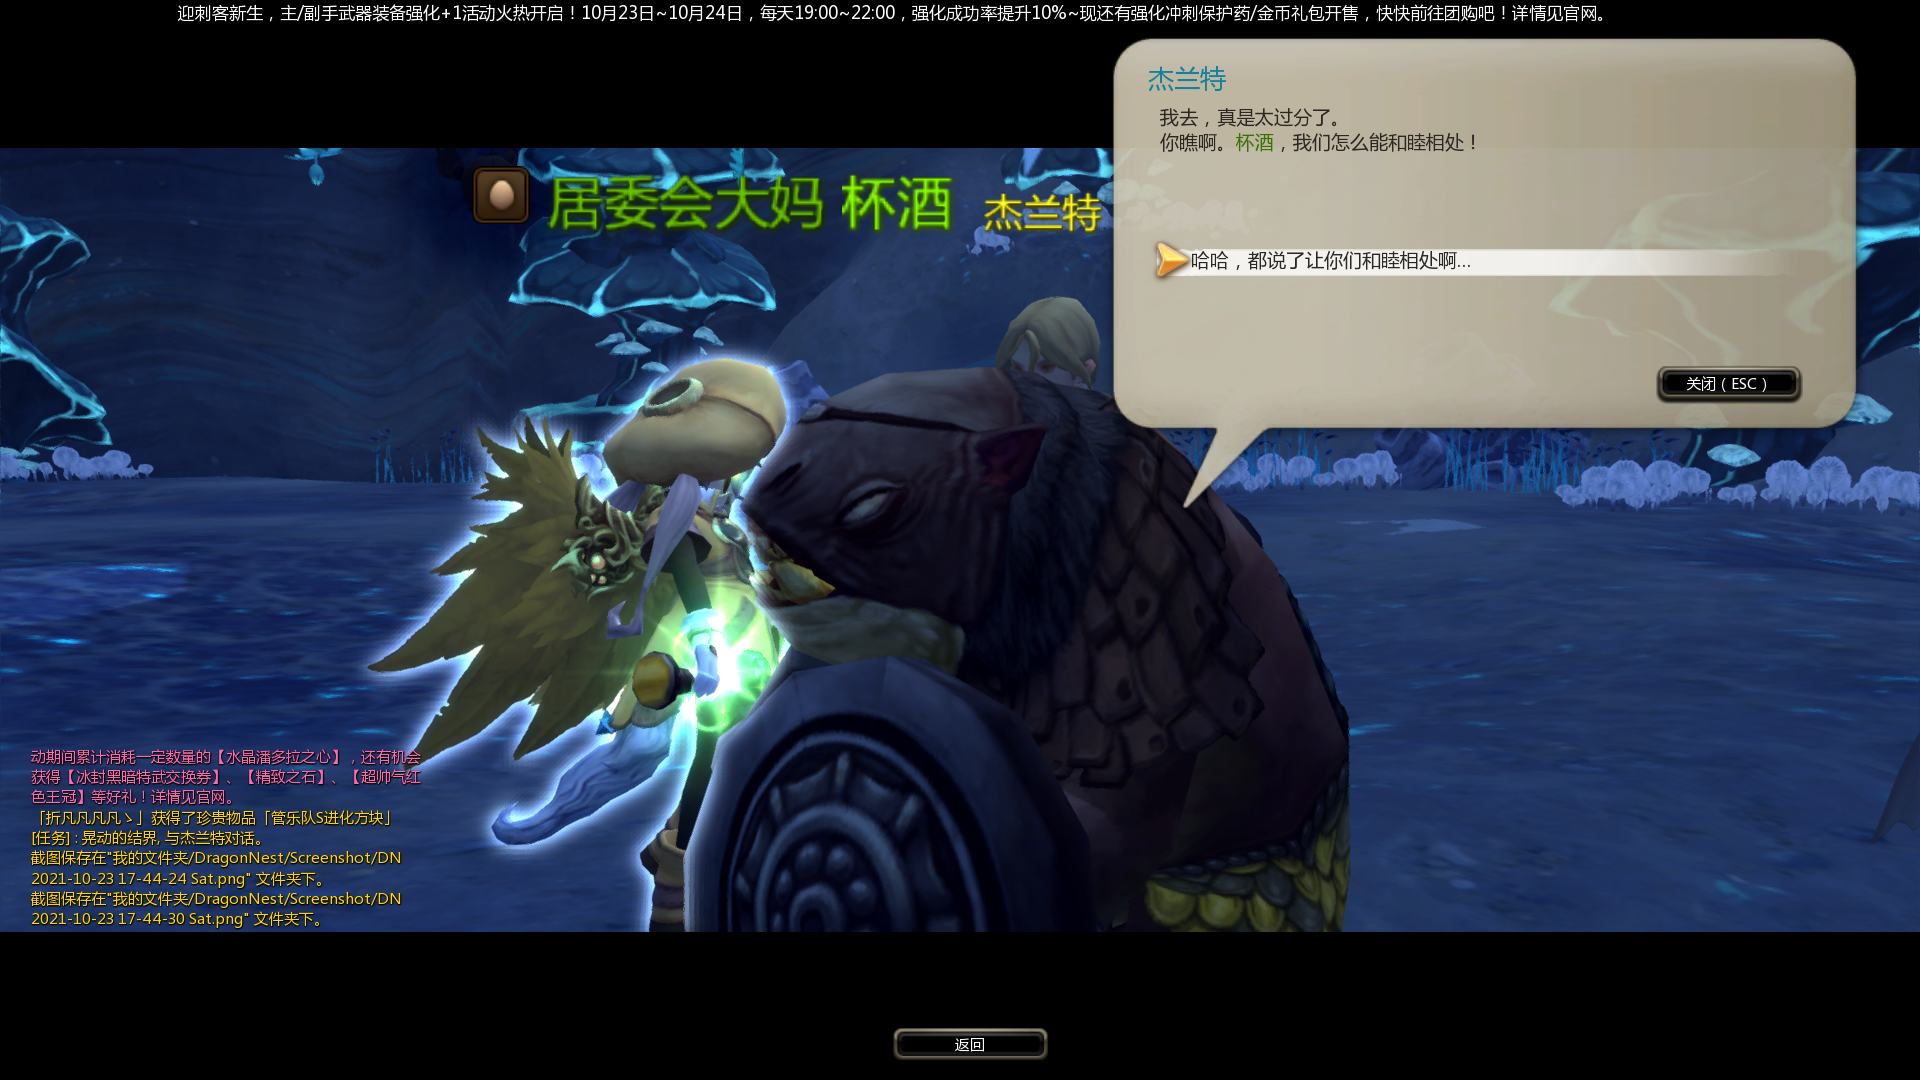 迎刺客新生，主/副手武器装备强化+1活动火热开启！10月23日~10月24日，每天19:00~22:00，强化成功率提升10%~现还有强化冲刺保护药/金币礼包开售，快快前往团购吧！详情见官网。
杰兰特
我去，真是太过分了。
你瞧啊。杯酒，我们怎么能和睦相处！
居委会大妈 杯酒 杰兰特
哈哈，都说了让你们和睦相处啊...
关闭（ESC）
动期间累计消耗一定数量的【水晶潘多拉之心】，还有机会
获得【冰封黑暗特武交换券】、【精致之石】、【超帅气红
色王冠】等好礼！详情见官网。
「折凡凡凡凡ゝ」获得了珍贵物品「管乐队S进化方块」
[任务] : 晃动的结界, 与杰兰特对话。
截图保存在"我的文件夹/DragonNest/Screenshot/DN
2021-10-23 17-44-24 Sat.png" 文件夹下。
截图保存在"我的文件夹/DragonNest/Screenshot/DN
2021-10-23 17-44-30 Sat.png" 文件夹下。
返回